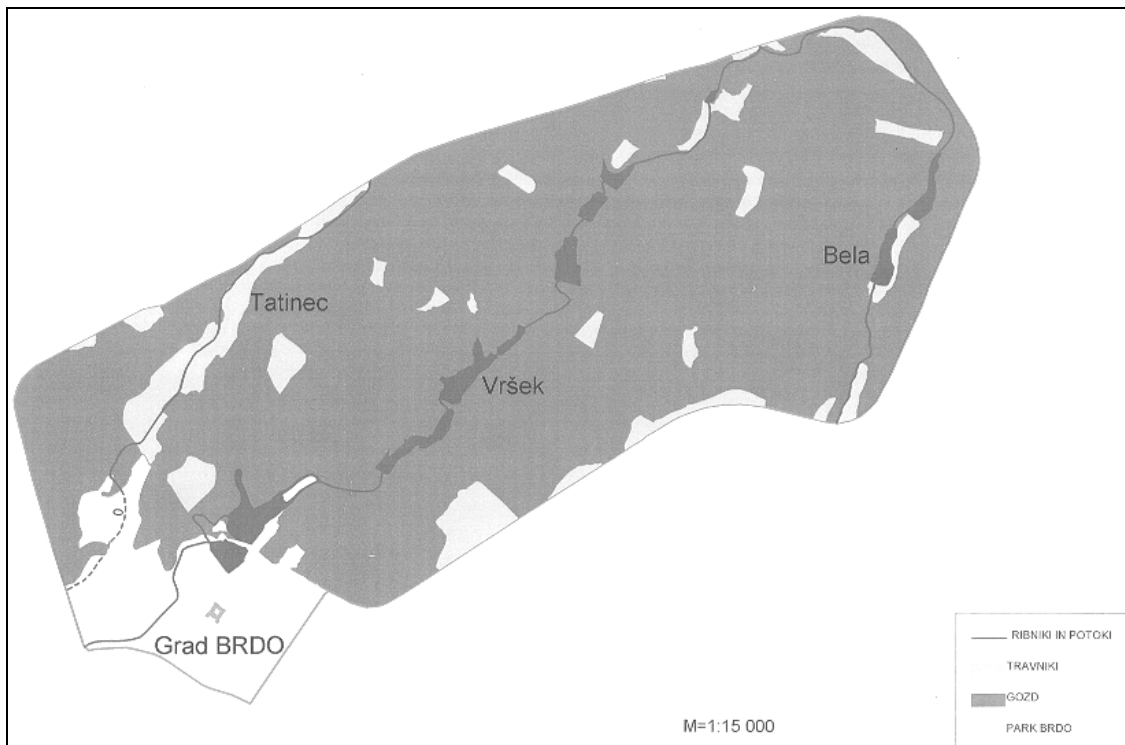 Tatinec
Bela
Vršek
Grad BRDO
M=1:15 000
RIBNIKI IN POTOKI
TRAVNIKI
GOZD
PARK BRDO